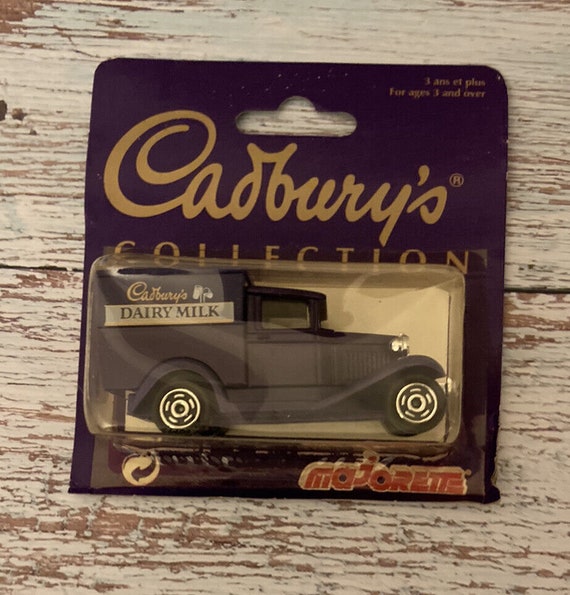 3 ans et plus
For ages 3 and over
Cadbury's®
COLLECTION
Cadbury's
DAIRY MILK
MAJORETTE®